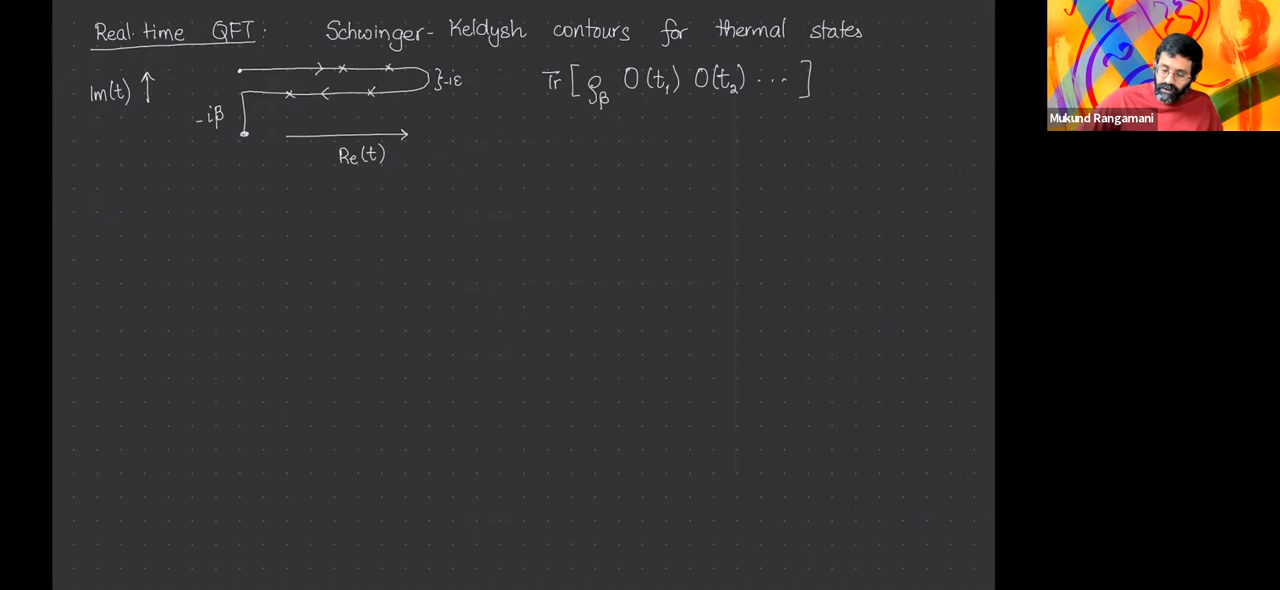 Real-time QFT: Schwinger-Keldysh contours for thermal states
Im(t) ↑
}-iε
Tr [ ρβ O(t₁) O(t₂) ... ]
-iβ
Re(t)
Mukund Rangamani